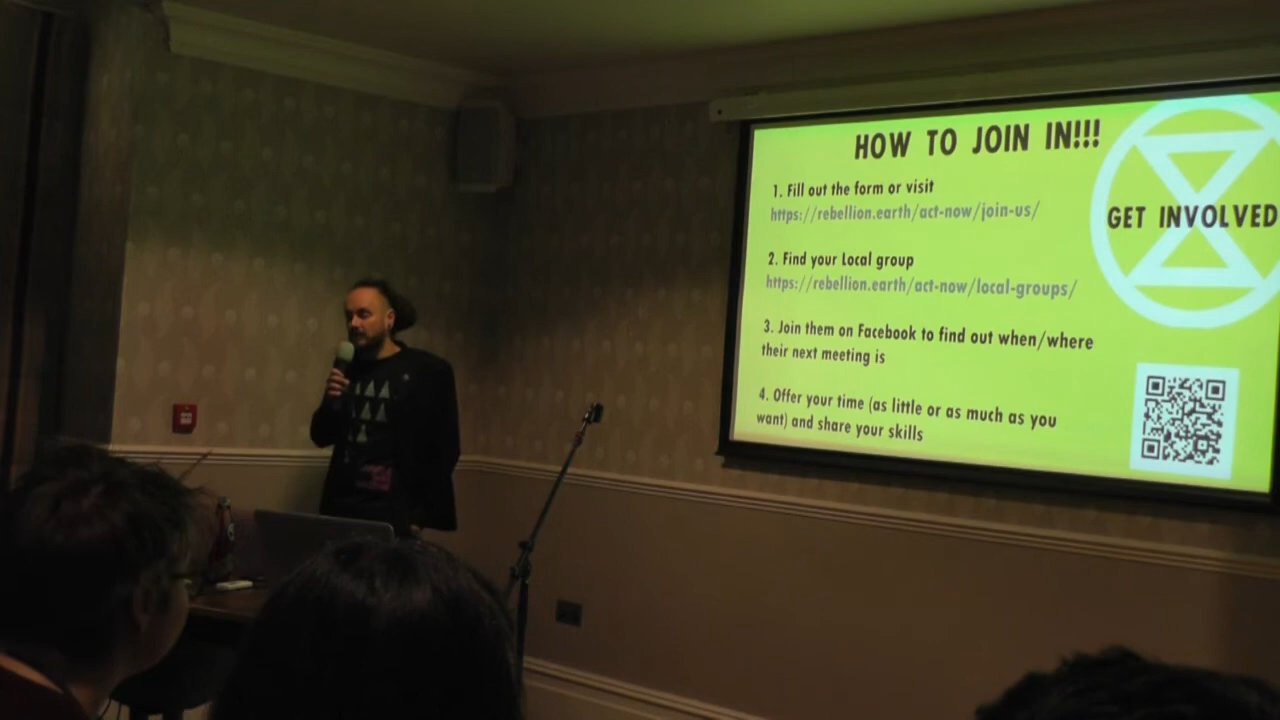 HOW TO JOIN IN!!!
1. Fill out the form or visit
https://rebellion.earth/act-now/join-us/
GET INVOLVED
2. Find your Local group
https://rebellion.earth/act-now/local-groups/
3. Join them on Facebook to find out when/where
their next meeting is
4. Offer your time (as little or as much as you
want) and share your skills